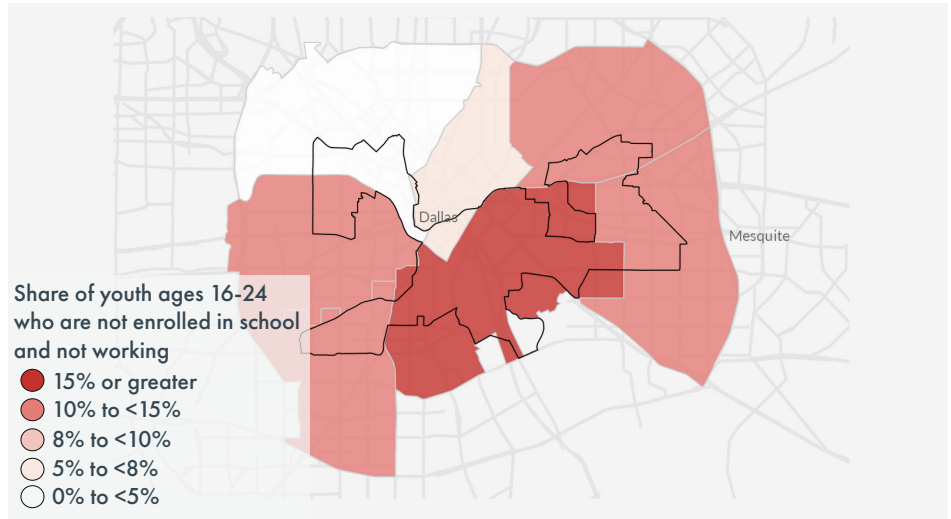 Dallas
Mesquite
Share of youth ages 16-24
who are not enrolled in school
and not working
15% or greater
10% to <15%
8% to <10%
5% to <8%
0% to <5%